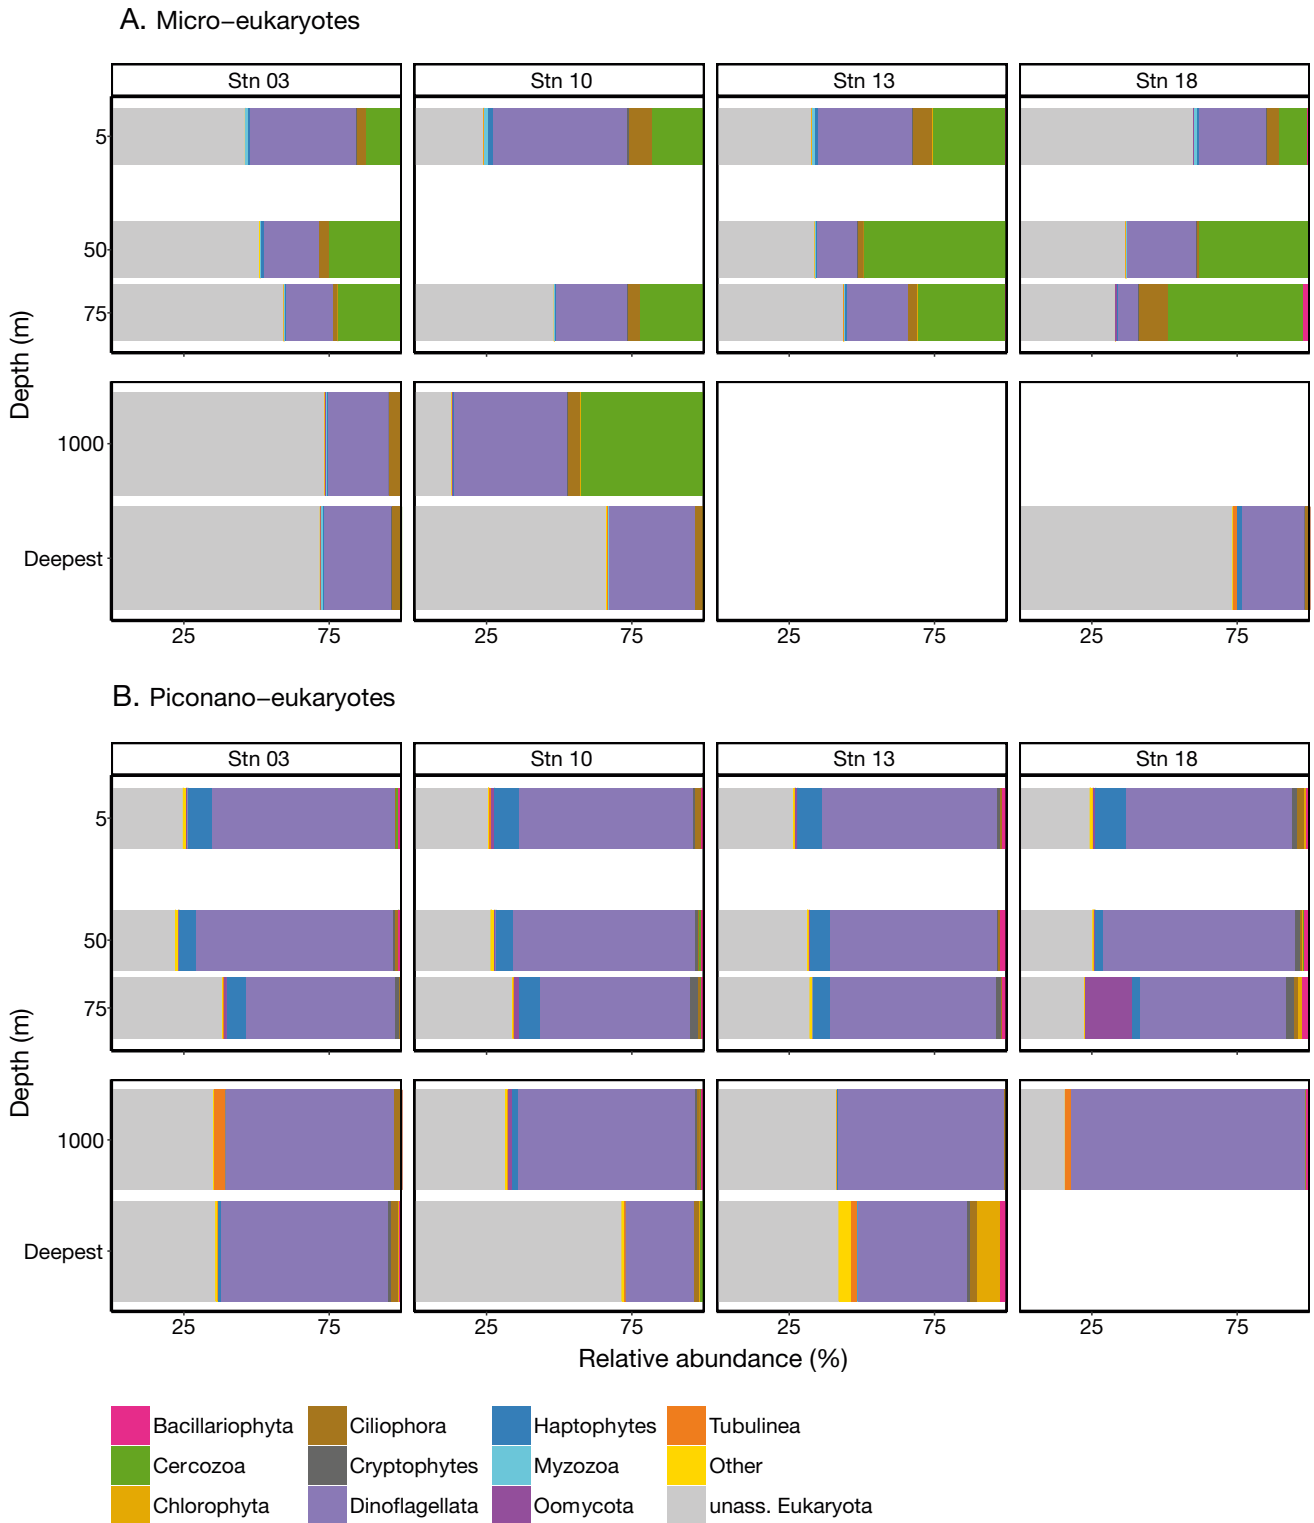 A. Micro−eukaryotes
Stn 03 Stn 10 Stn 13 Stn 18
5
50
75
1000
Deepest
Depth (m)
25 75 25 75 25 75 25 75
B. Piconano−eukaryotes
Stn 03 Stn 10 Stn 13 Stn 18
5
50
75
1000
Deepest
Depth (m)
25 75 25 75 25 75 25 75
Relative abundance (%)
Bacillariophyta Ciliophora Haptophytes Tubulinea
Cercozoa Cryptophytes Myzozoa Other
Chlorophyta Dinoflagellata Oomycota unass. Eukaryota